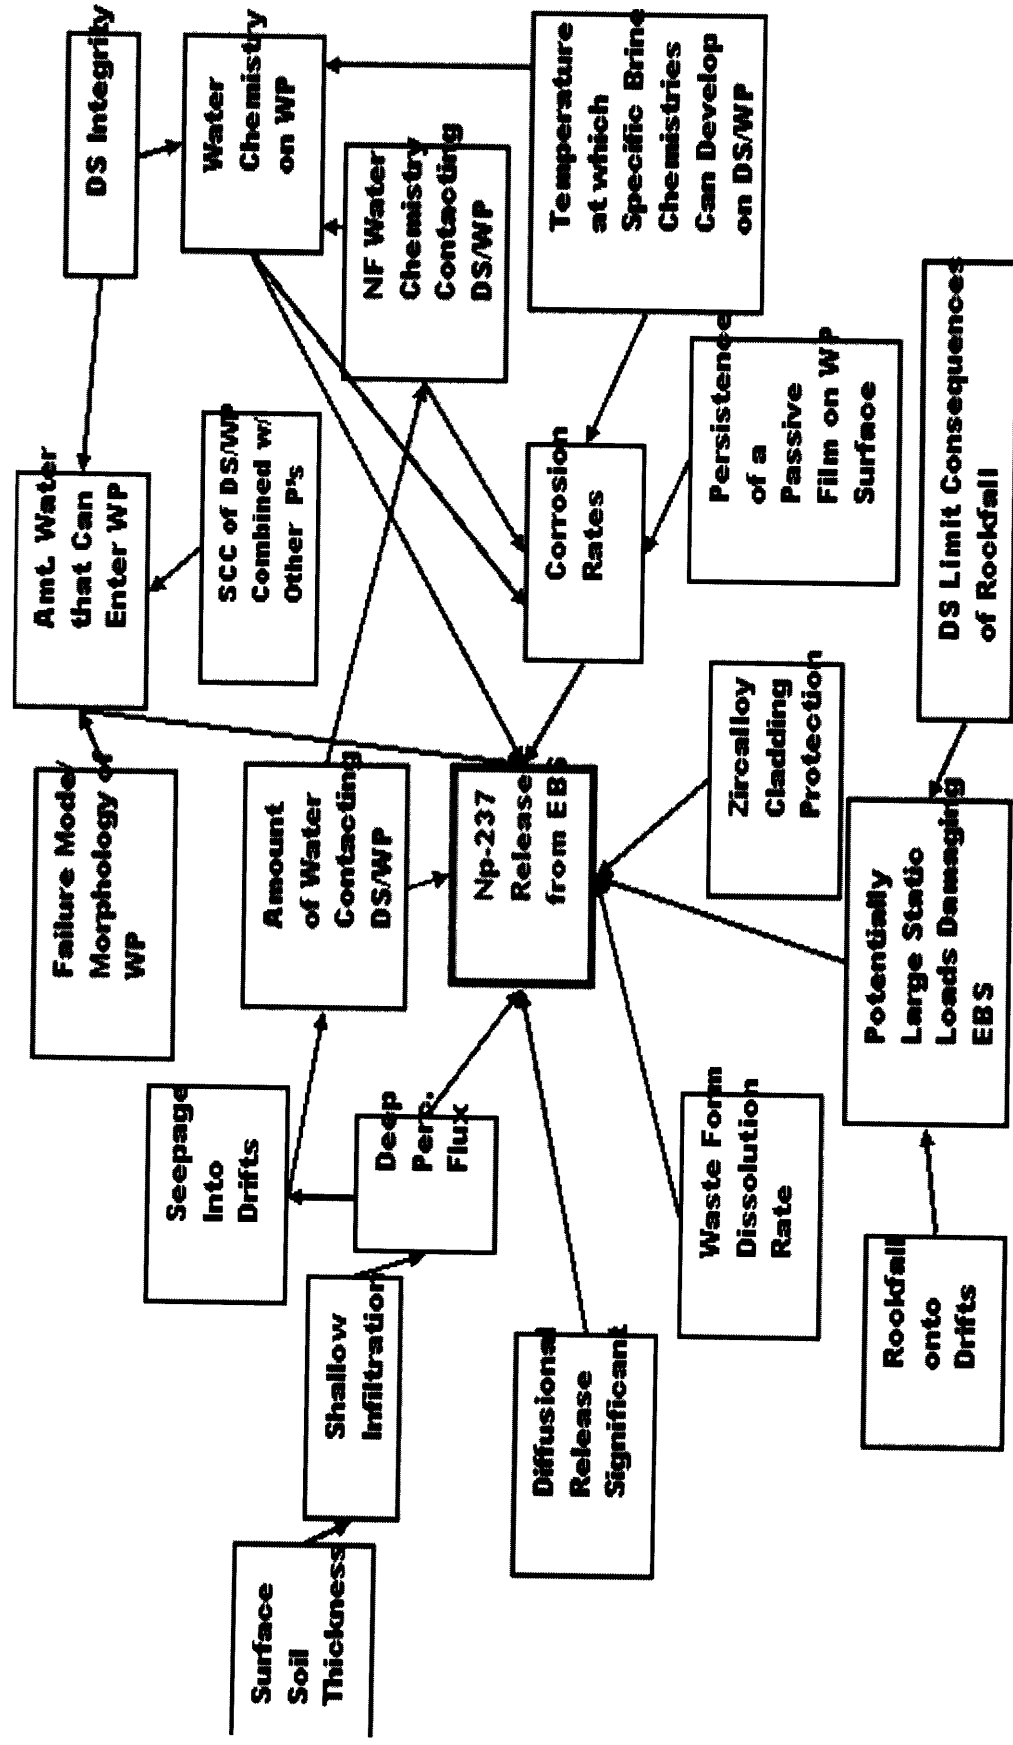 Failure Mode/
Morphology of
WP
Amt. Water
that Can
Enter WP
DS Integrity
Seepage
Into
Drifts
SCC of DS/WP
Combined w/
Other P's
Water
Chemistry
on WP
Surface
Soil
Thickness
Shallow
Infiltration
Deep
Perc.
Flux
Amount
of Water
Contacting
DS/WP
NF Water
Chemistry
Contacting
DS/WP
Diffusional
Release
Significant
Np-237
Release
from EBS
Corrosion
Rates
Temperature
at which
Specific Brine
Chemistries
Can Develop
on DS/WP
Waste Form
Dissolution
Rate
Zircalloy
Cladding
Protection
Persistence
of a
Passive
Film on WP
Surface
Rockfall
onto
Drifts
Potentially
Large Static
Loads Damaging
EBS
DS Limit Consequences
of Rockfall